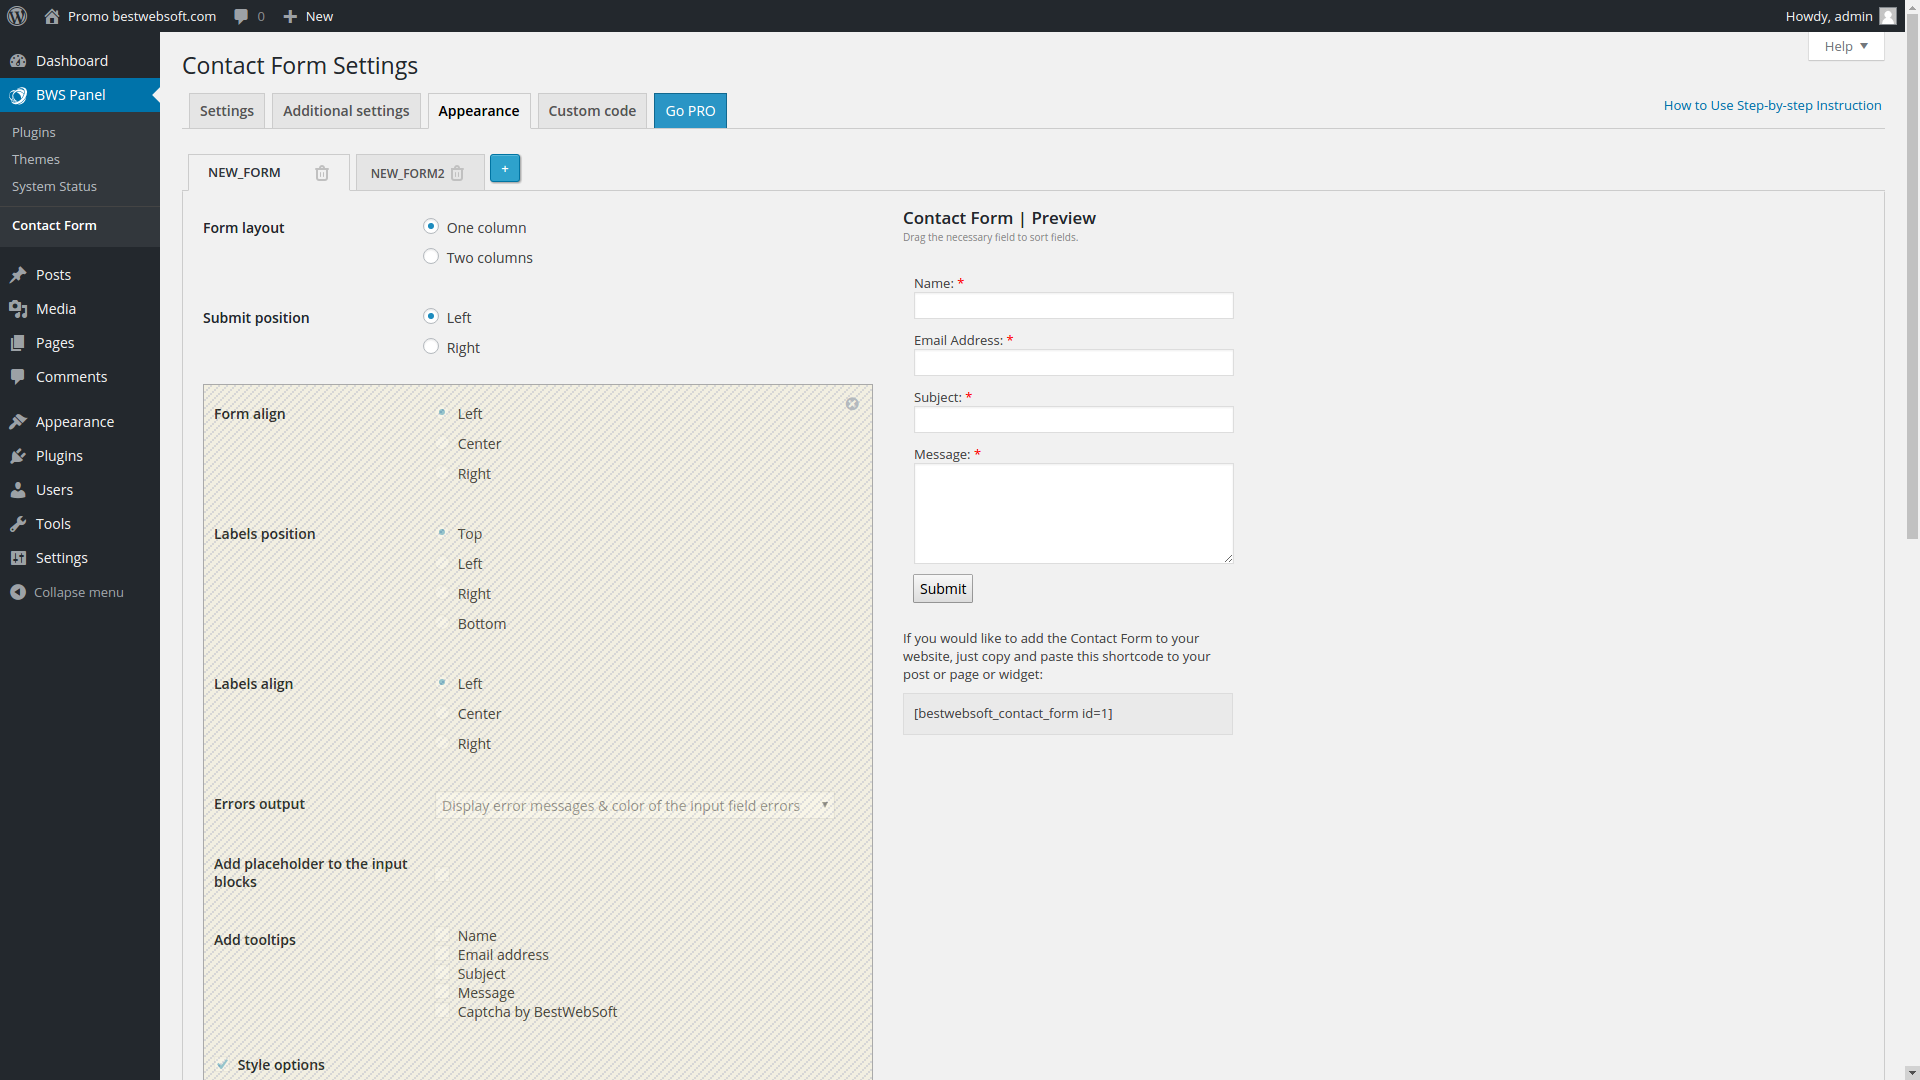 Promo bestwebsoft.com
0
New
Howdy, admin
Dashboard
BWS Panel
Plugins
Themes
System Status
Contact Form
Posts
Media
Pages
Comments
Appearance
Plugins
Users
Tools
Settings
Collapse menu
Help
Contact Form Settings
Settings
Additional settings
Appearance
Custom code
Go PRO
How to Use Step-by-step Instruction
NEW_FORM
NEW_FORM2
+
Form layout
One column
Two columns
Submit position
Left
Right
Form align
Left
Center
Right
Labels position
Top
Left
Right
Bottom
Labels align
Left
Center
Right
Errors output
Display error messages & color of the input field errors
Add placeholder to the input
blocks
Add tooltips
Name
Email address
Subject
Message
Captcha by BestWebSoft
Style options
Contact Form | Preview
Drag the necessary field to sort fields.
Name: *
Email Address: *
Subject: *
Message: *
Submit
If you would like to add the Contact Form to your
website, just copy and paste this shortcode to your
post or page or widget:
[bestwebsoft_contact_form id=1]